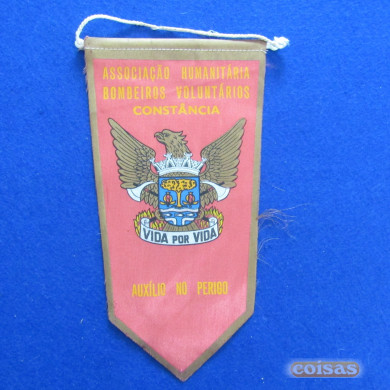 ASSOCIAÇÃO HUMANITÁRIA
BOMBEIROS VOLUNTÁRIOS
CONSTÂNCIA
VIDA POR VIDA
AUXÍLIO NO PERIGO
coisas